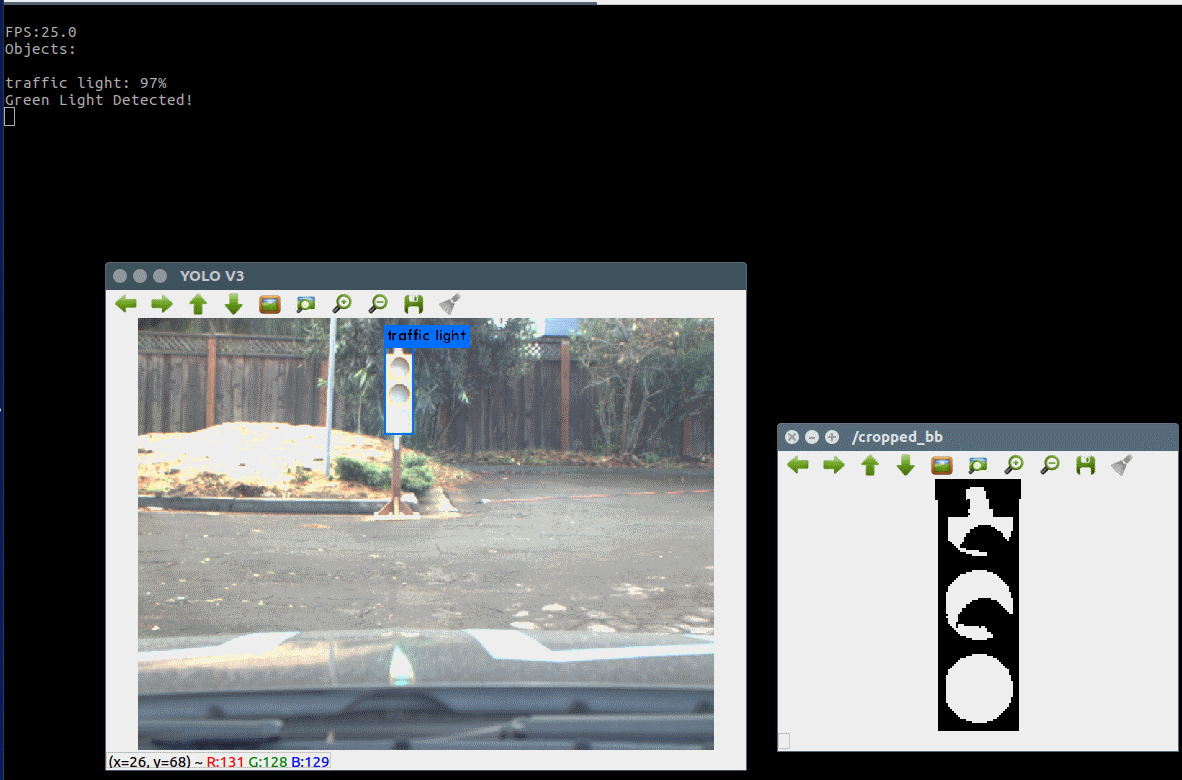 FPS:25.0
Objects:
traffic light: 97%
Green Light Detected!
YOLO V3
traffic light
/cropped_bb
(x=26, y=68) ~ R:131 G:128 B:129